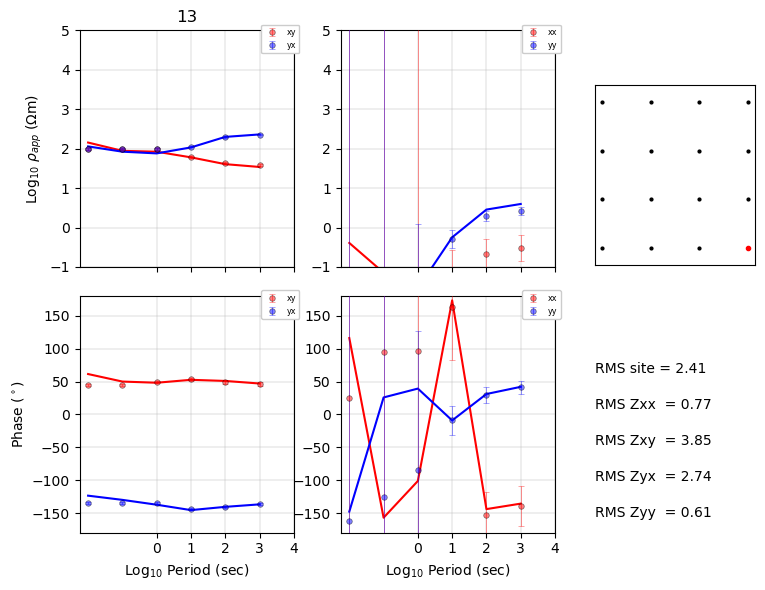 13
5
4
3
2
1
0
−1
Log₁₀ ρₐₚₚ (Ωm)
xy
yx
5
4
3
2
1
0
−1
xx
yy
150
100
50
0
−50
−100
−150
Phase (°)
xy
yx
0 1 2 3 4
Log₁₀ Period (sec)
150
100
50
0
−50
−100
−150
xx
yy
0 1 2 3 4
Log₁₀ Period (sec)
RMS site = 2.41
RMS Zxx = 0.77
RMS Zxy = 3.85
RMS Zyx = 2.74
RMS Zyy = 0.61